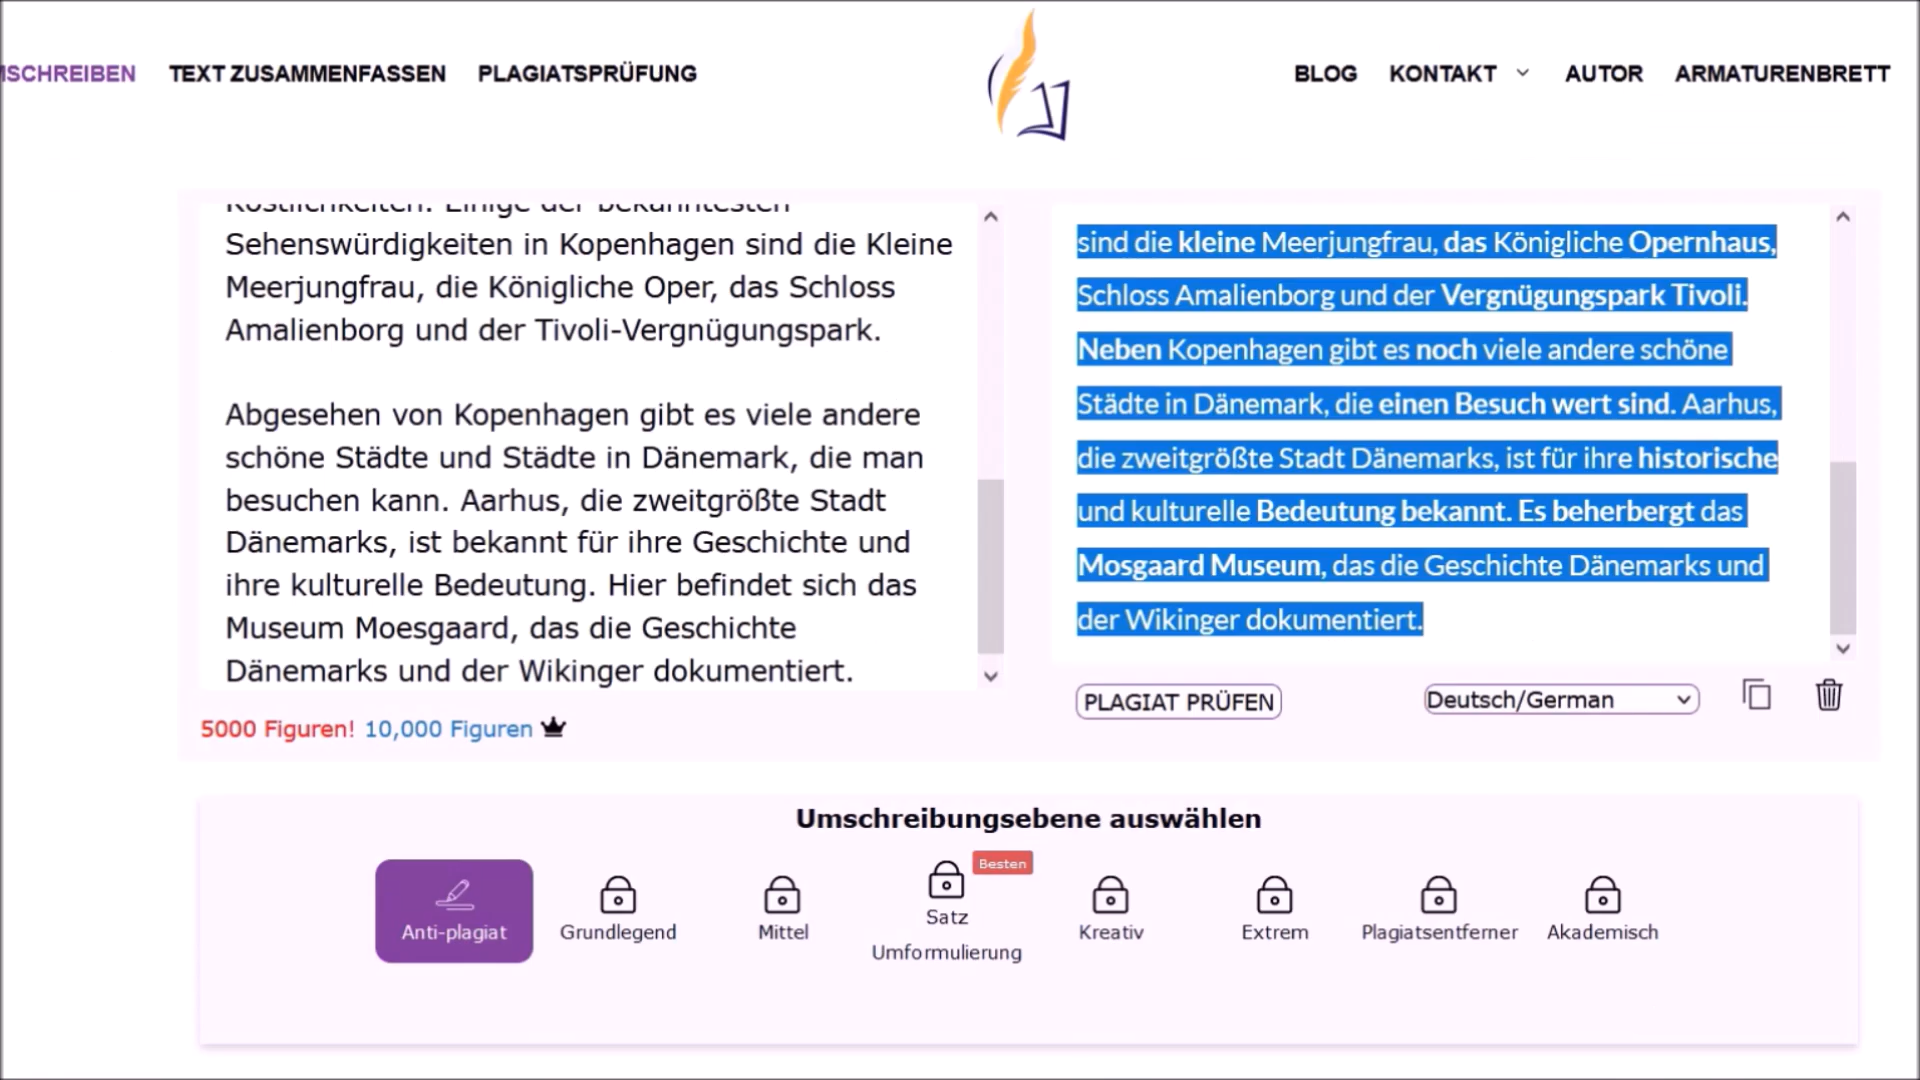 MSCHREIBEN TEXT ZUSAMMENFASSEN PLAGIATSPRÜFUNG BLOG KONTAKT AUTOR ARMATURENBRETT
Köstlichkeiten. Einige der bekanntesten
Sehenswürdigkeiten in Kopenhagen sind die Kleine
Meerjungfrau, die Königliche Oper, das Schloss
Amalienborg und der Tivoli-Vergnügungspark.
Abgesehen von Kopenhagen gibt es viele andere
schöne Städte und Städte in Dänemark, die man
besuchen kann. Aarhus, die zweitgrößte Stadt
Dänemarks, ist bekannt für ihre Geschichte und
ihre kulturelle Bedeutung. Hier befindet sich das
Museum Moesgaard, das die Geschichte
Dänemarks und der Wikinger dokumentiert.
5000 Figuren! 10,000 Figuren
sind die kleine Meerjungfrau, das Königliche Opernhaus,
Schloss Amalienborg und der Vergnügungspark Tivoli.
Neben Kopenhagen gibt es noch viele andere schöne
Städte in Dänemark, die einen Besuch wert sind. Aarhus,
die zweitgrößte Stadt Dänemarks, ist für ihre historische
und kulturelle Bedeutung bekannt. Es beherbergt das
Mosgaard Museum, das die Geschichte Dänemarks und
der Wikinger dokumentiert.
PLAGIAT PRÜFEN Deutsch/German
Umschreibungsebene auswählen
Anti-plagiat
Grundlegend
Mittel
Besten
Satz
Umformulierung
Kreativ
Extrem
Plagiatsentferner
Akademisch